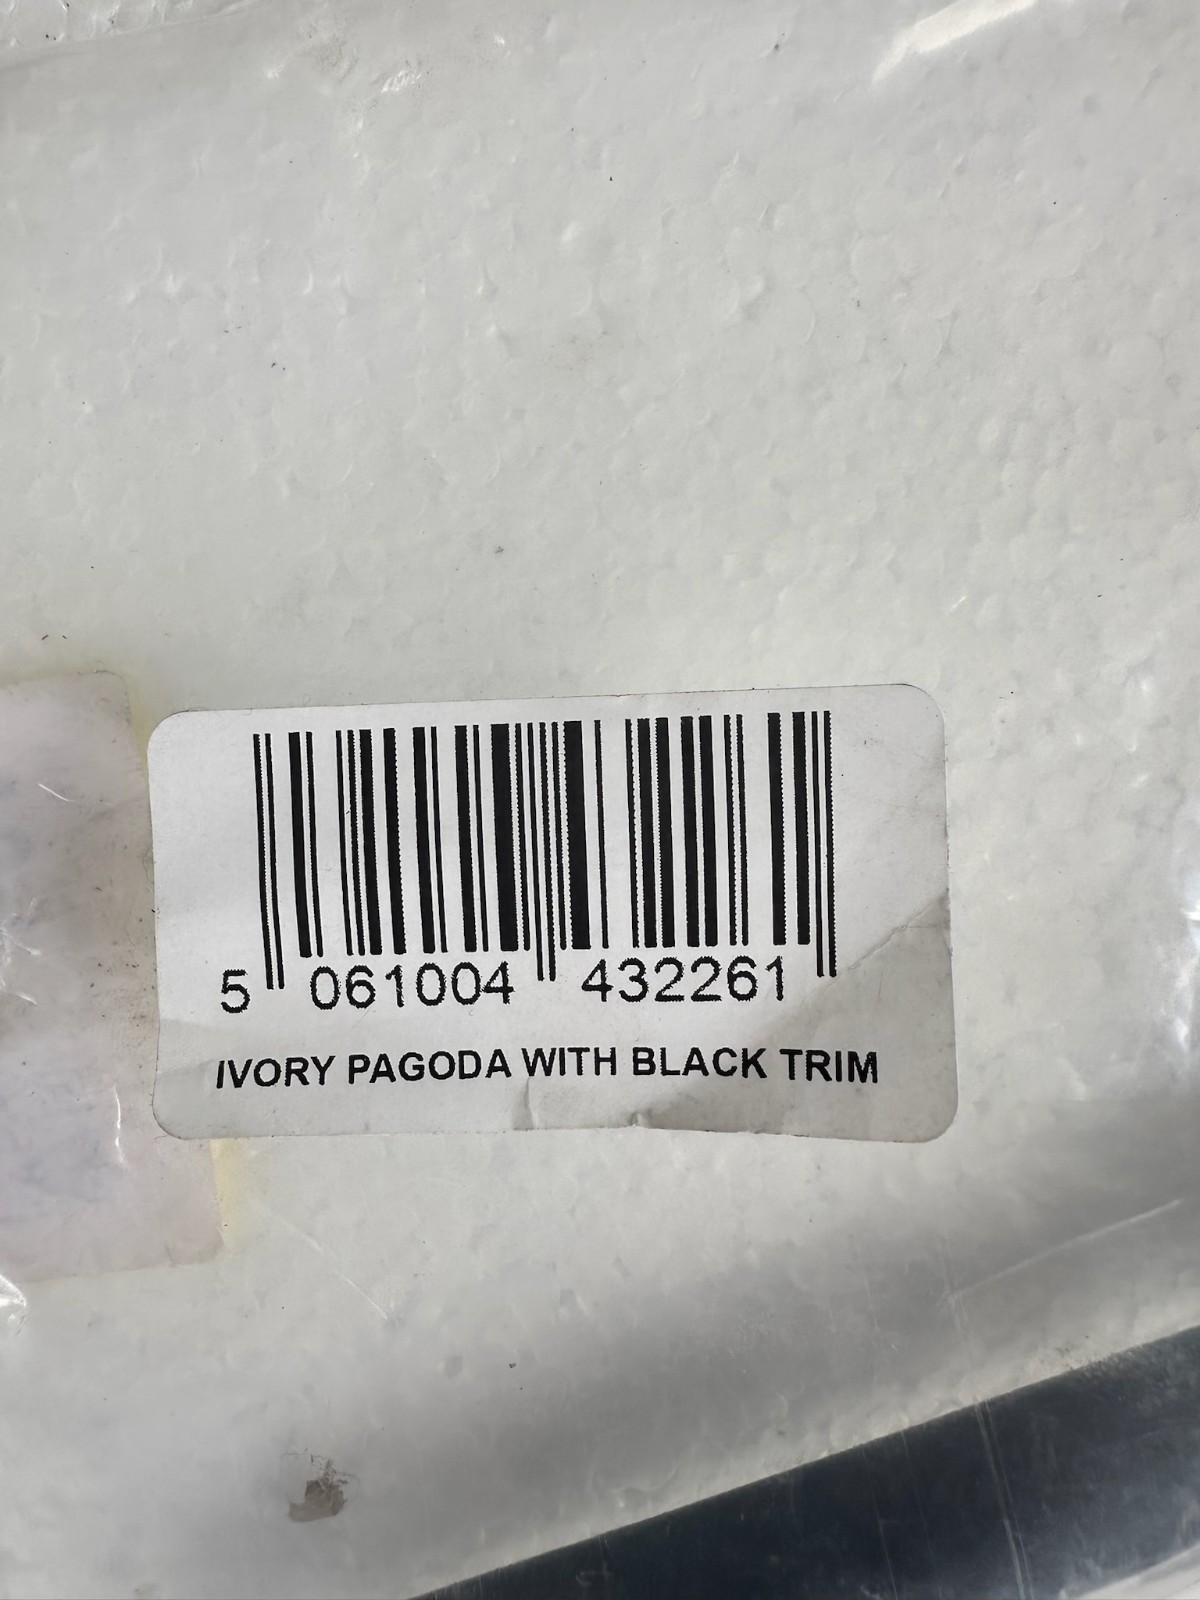 5 061004 432261
IVORY PAGODA WITH BLACK TRIM